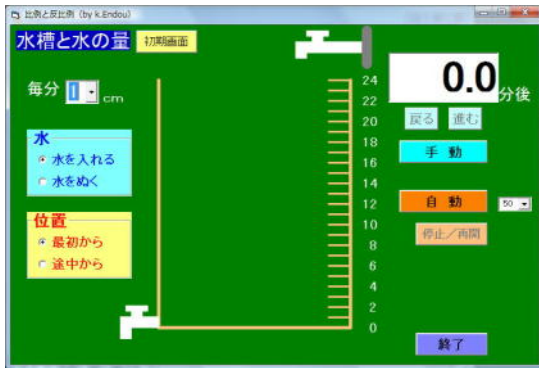 比例と反比例 (by k.Endou)
水槽と水の量 初期画面
毎分 1 cm
水
水を入れる
水をぬく
位置
最初から
途中から
24
22
20
18
16
14
12
10
8
6
4
2
0
0.0 分後
戻る 進む
手 動
自 動 50
停止／再開
終了